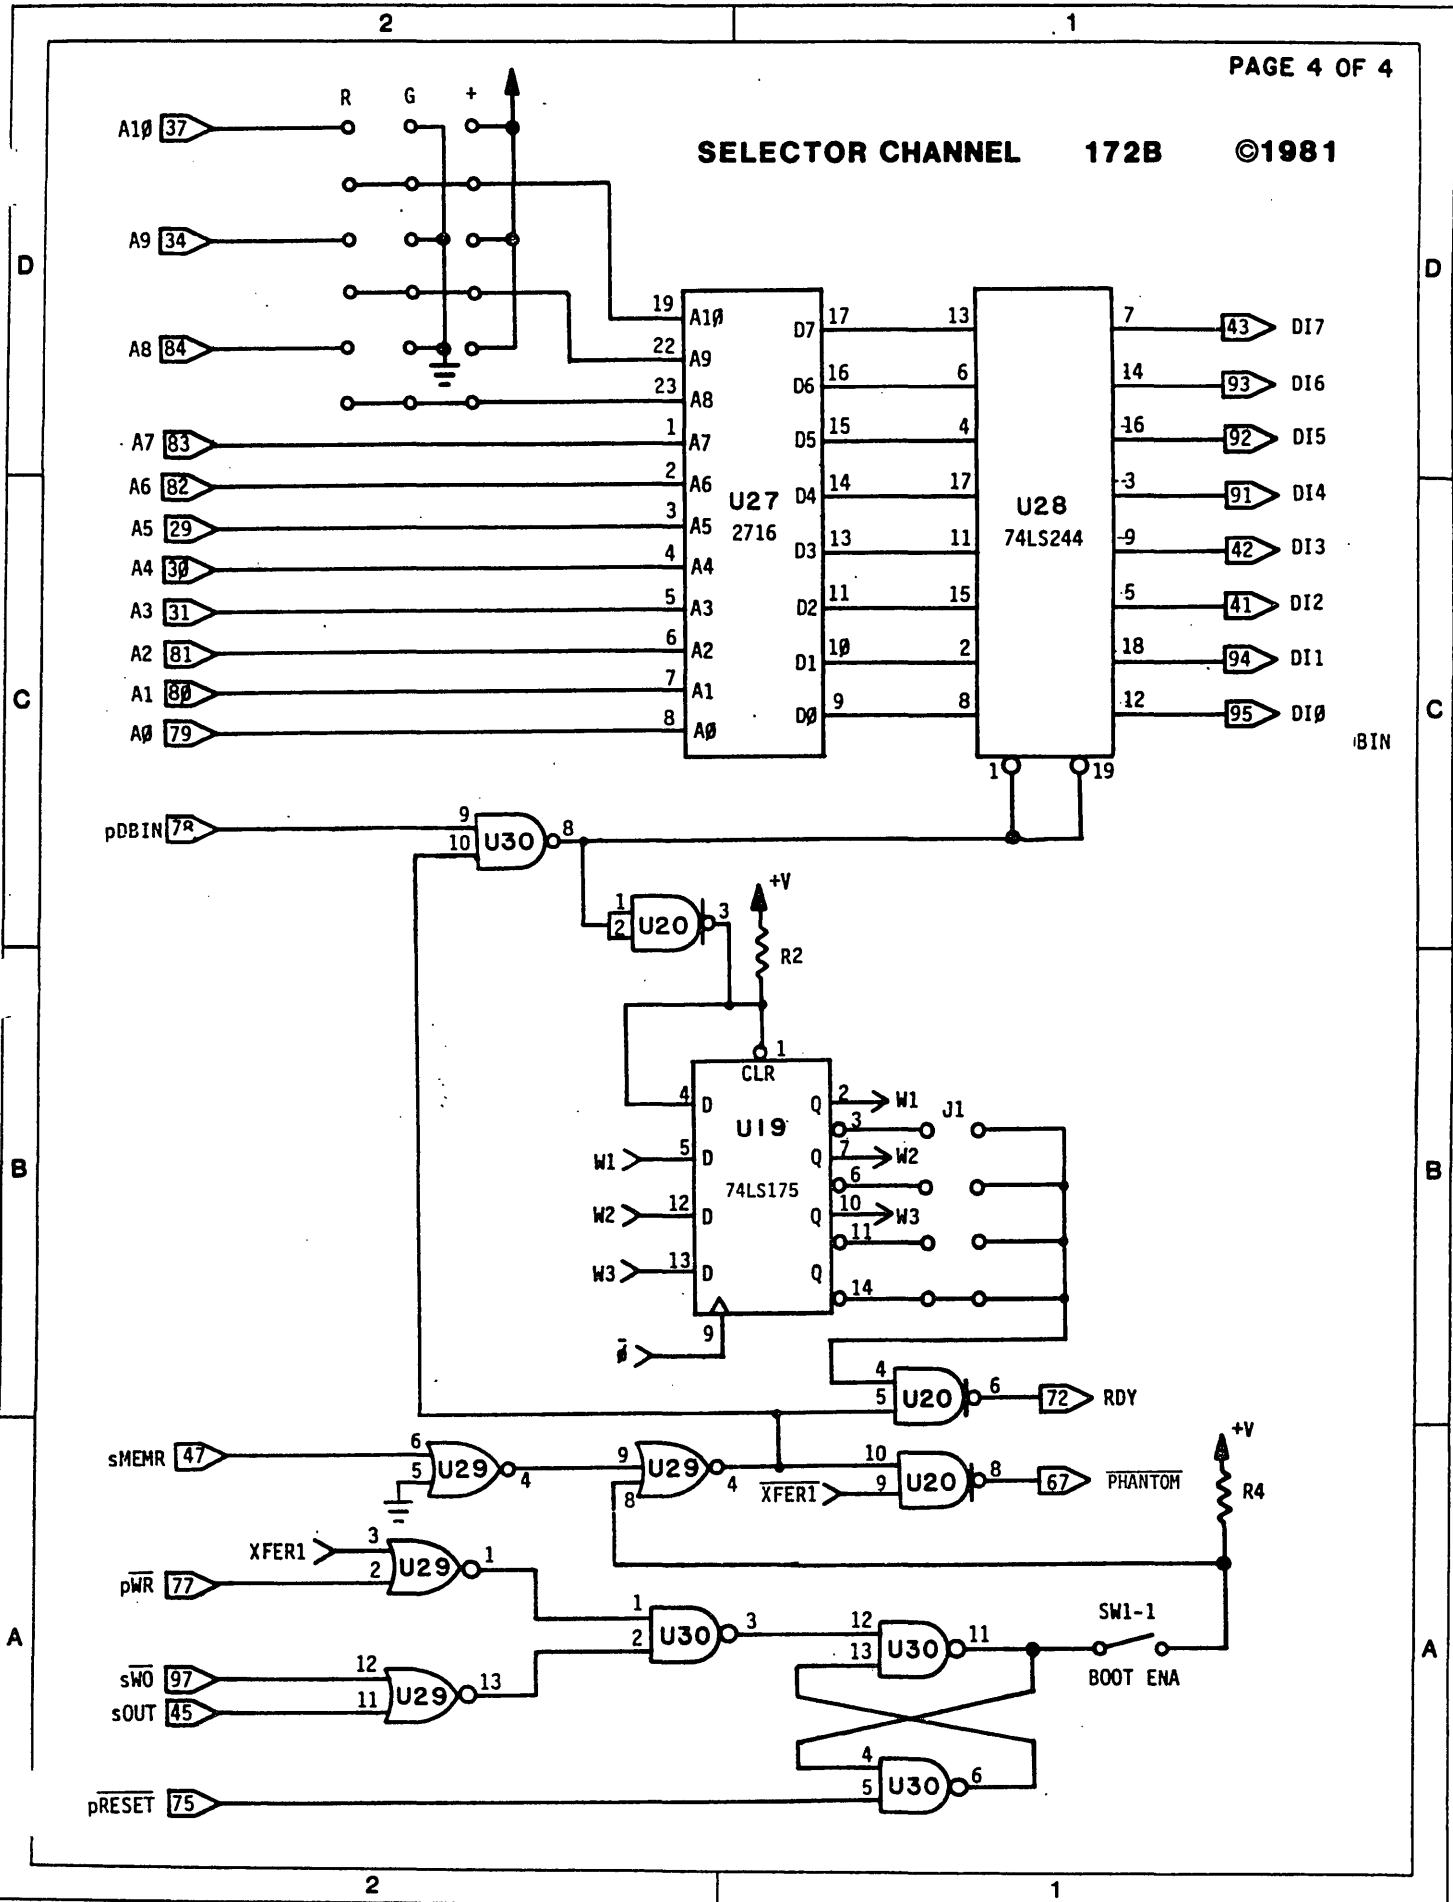 2 1
PAGE 4 OF 4
SELECTOR CHANNEL 172B ©1981
R G +
A1Ø 37
A9 34
A8 84
D D
19 A1Ø
22 A9
23 A8
A7 83 1 A7
A6 82 2 A6
A5 29 3 A5
A4 3Ø 4 A4
A3 31 5 A3
A2 81 6 A2
A1 8Ø 7 A1
AØ 79 8 AØ
U27
2716
D7 17 13 7 43 DI7
D6 16 6 14 93 DI6
D5 15 4 16 92 DI5
D4 14 17 3 91 DI4
D3 13 11 9 42 DI3
D2 11 15 5 41 DI2
D1 1Ø 2 18 94 DI1
DØ 9 8 12 95 DIØ
U28
74LS244
1 19
BIN
C C
pDBIN 78 9 10 U30 8
1 2 U20 3
+V
R2
1
CLR
U19
74LS175
4 D Q 2 W1
3 J1
W1 5 D Q 7 W2
6
W2 12 D Q 10 W3
11
W3 13 D Q
14
9
ø̅
B B
4 5 U20 6 72 RDY
sMEMR 47 6 5 U29 4
9 8 U29 4
X̅F̅E̅R̅1̅ 10 9 U20 8 67 P̅H̅A̅N̅T̅O̅M̅
+V
R4
XFER1 3
pW̅R̅ 77 2 U29 1
1 2 U30 3
12 13 U30 11
SW1-1
BOOT ENA
sW̅O̅ 97 12
sOUT 45 11 U29 13
4 5 U30 6
pR̅E̅S̅E̅T̅ 75
A A
2 1